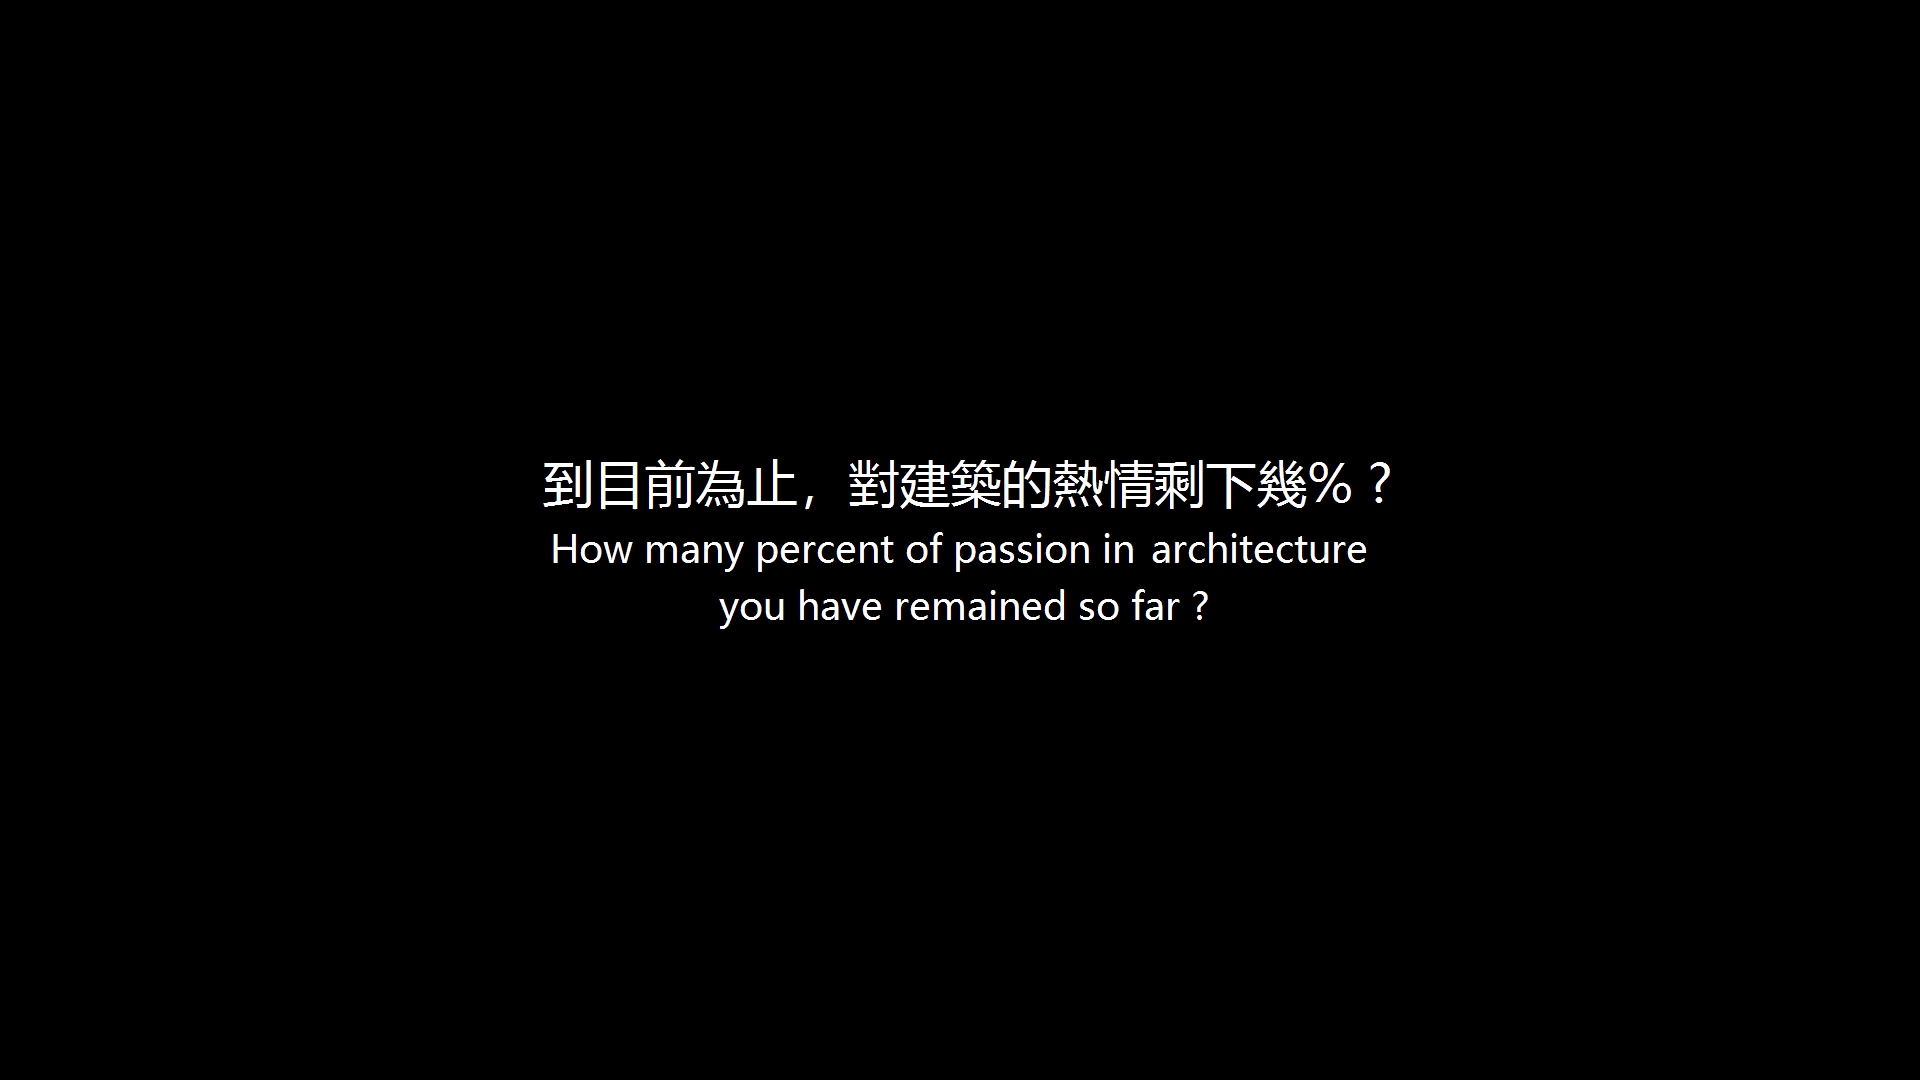 到目前為止，對建築的熱情剩下幾%？
How many percent of passion in architecture
you have remained so far ?